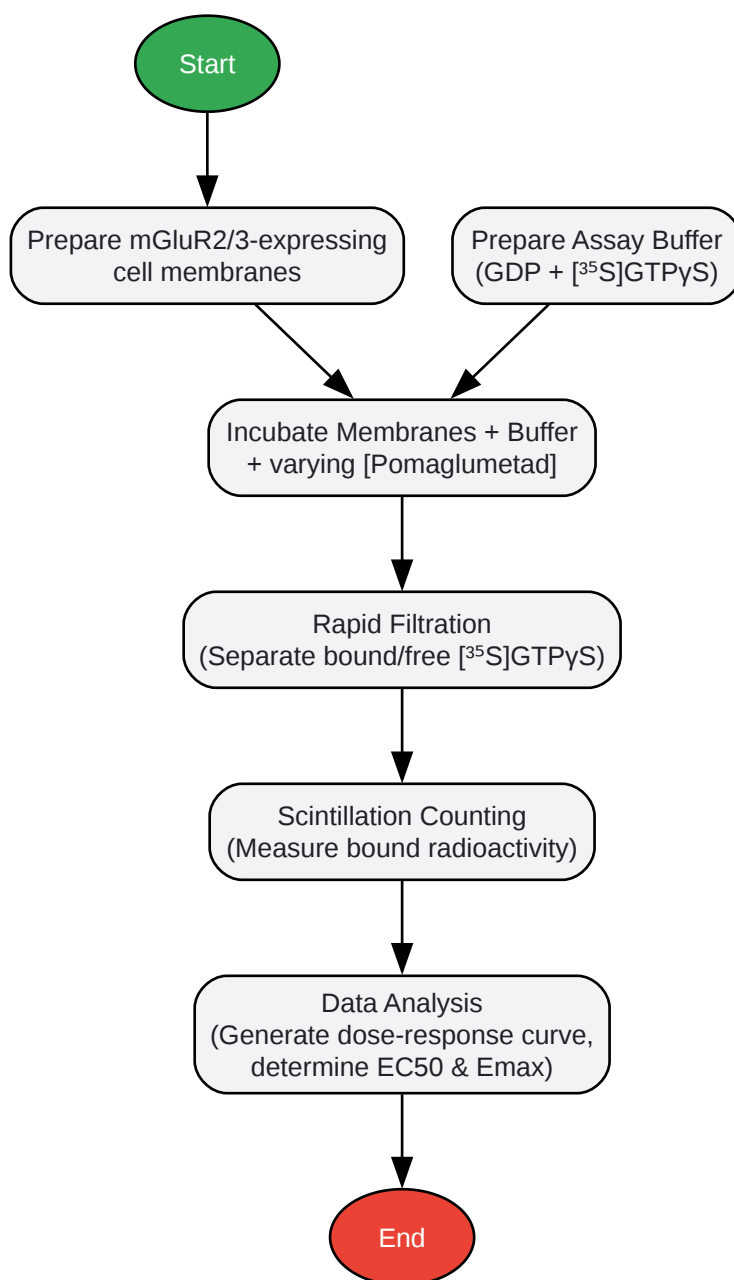 Start
Prepare mGluR2/3-expressing
cell membranes
Prepare Assay Buffer
(GDP + [³⁵S]GTPγS)
Incubate Membranes + Buffer
+ varying [Pomaglumetad]
Rapid Filtration
(Separate bound/free [³⁵S]GTPγS)
Scintillation Counting
(Measure bound radioactivity)
Data Analysis
(Generate dose-response curve,
determine EC50 & Emax)
End